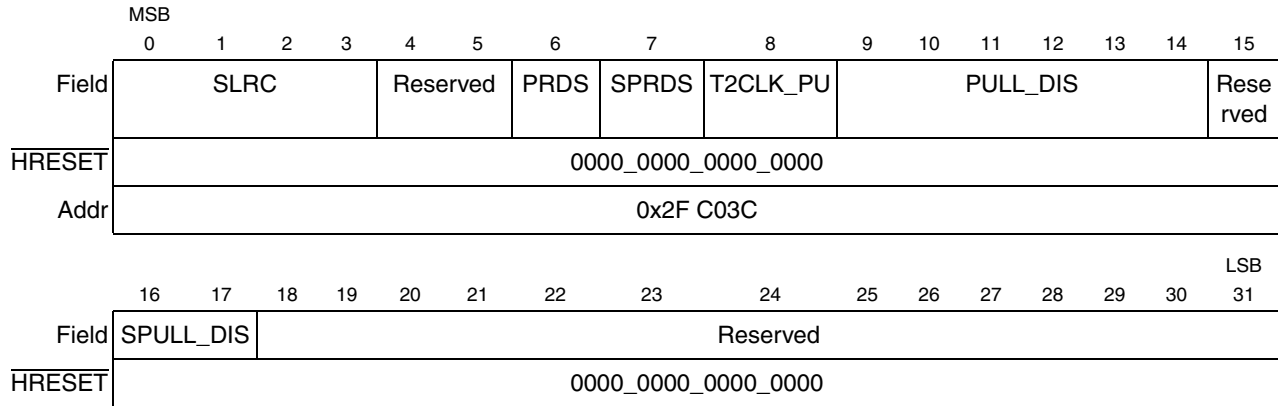 MSB
0 1 2 3 4 5 6 7 8 9 10 11 12 13 14 15
Field SLRC Reserved PRDS SPRDS T2CLK_PU PULL_DIS Rese
rved
HRESET 0000_0000_0000_0000
Addr 0x2F C03C
LSB
16 17 18 19 20 21 22 23 24 25 26 27 28 29 30 31
Field SPULL_DIS Reserved
HRESET 0000_0000_0000_0000